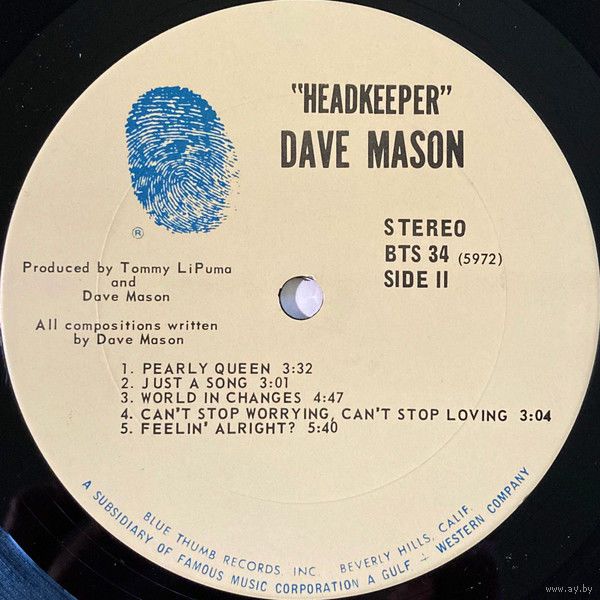 "HEADKEEPER"
DAVE MASON
®
STEREO
BTS 34 (5972)
SIDE II
Produced by Tommy LiPuma
and
Dave Mason
All compositions written
by Dave Mason
1. PEARLY QUEEN 3:32
2. JUST A SONG 3:01
3. WORLD IN CHANGES 4:47
4. CAN'T STOP WORRYING, CAN'T STOP LOVING 3:04
5. FEELIN' ALRIGHT? 5:40
BLUE THUMB RECORDS, INC. BEVERLY HILLS, CALIF.
A SUBSIDIARY OF FAMOUS MUSIC CORPORATION A GULF + WESTERN COMPANY
www.ay.by